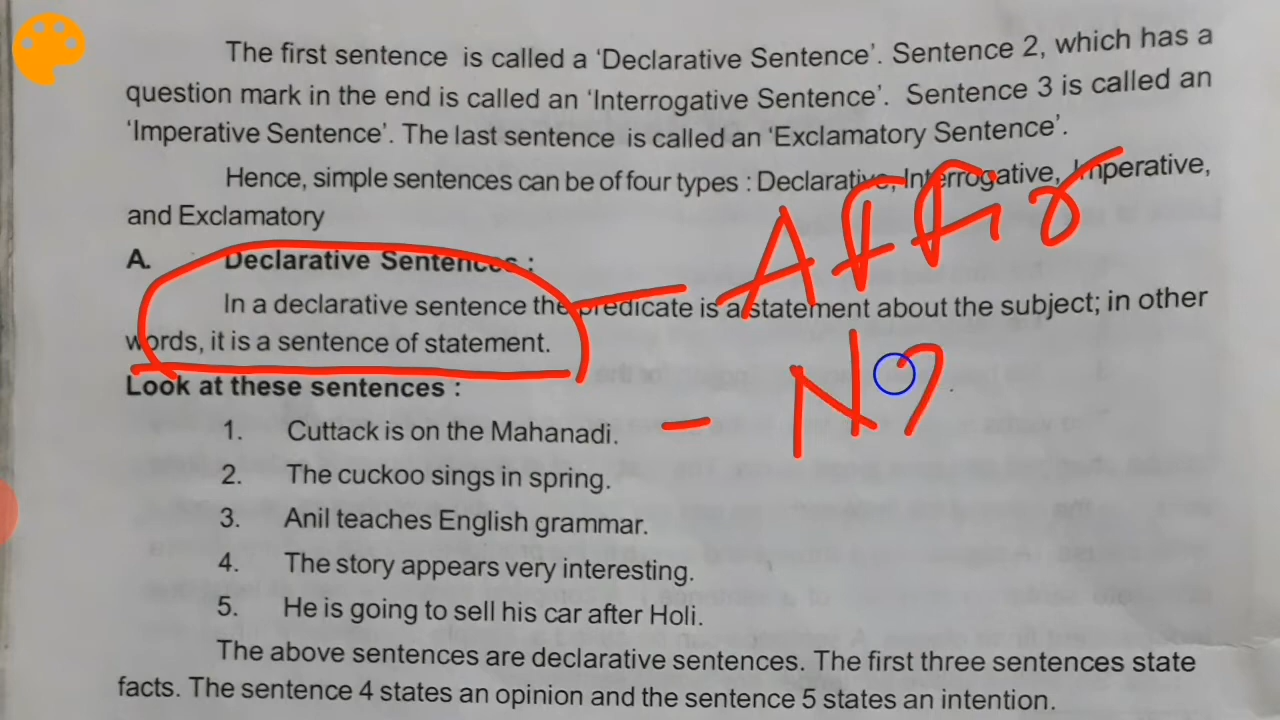 The first sentence is called a ‘Declarative Sentence’. Sentence 2, which has a
question mark in the end is called an ‘Interrogative Sentence’. Sentence 3 is called an
‘Imperative Sentence’. The last sentence is called an ‘Exclamatory Sentence’.
Hence, simple sentences can be of four types : Declarative, Interrogative, Imperative,
and Exclamatory
A. Declarative Sentences :
In a declarative sentence the predicate is a statement about the subject; in other
words, it is a sentence of statement.
Look at these sentences :
1. Cuttack is on the Mahanadi.
2. The cuckoo sings in spring.
3. Anil teaches English grammar.
4. The story appears very interesting.
5. He is going to sell his car after Holi.
The above sentences are declarative sentences. The first three sentences state
facts. The sentence 4 states an opinion and the sentence 5 states an intention.